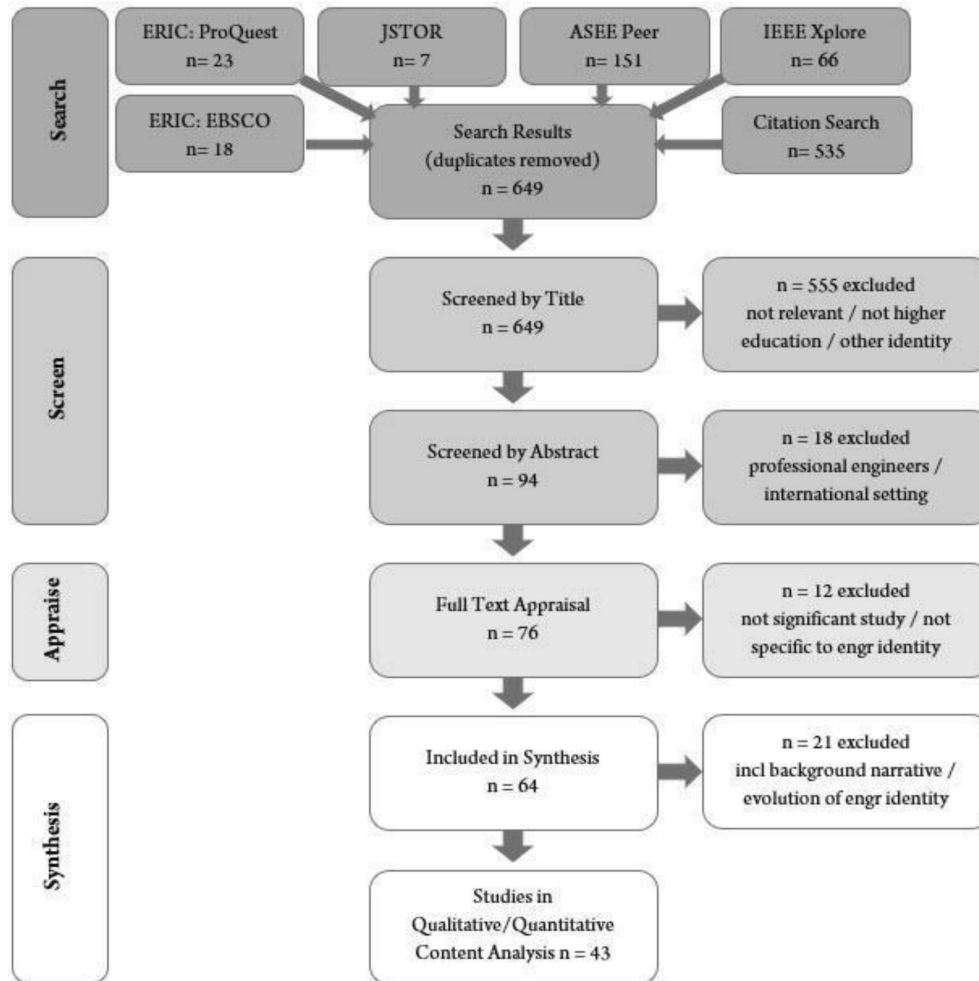 Search
ERIC: ProQuest
n= 23
JSTOR
n= 7
ASEE Peer
n= 151
IEEE Xplore
n= 66
ERIC: EBSCO
n= 18
Search Results
(duplicates removed)
n = 649
Citation Search
n= 535
Screen
Screened by Title
n = 649
n = 555 excluded
not relevant / not higher
education / other identity
Screened by Abstract
n = 94
n = 18 excluded
professional engineers /
international setting
Appraise
Full Text Appraisal
n = 76
n = 12 excluded
not significant study / not
specific to engr identity
Synthesis
Included in Synthesis
n = 64
n = 21 excluded
incl background narrative /
evolution of engr identity
Studies in
Qualitative/Quantitative
Content Analysis n = 43